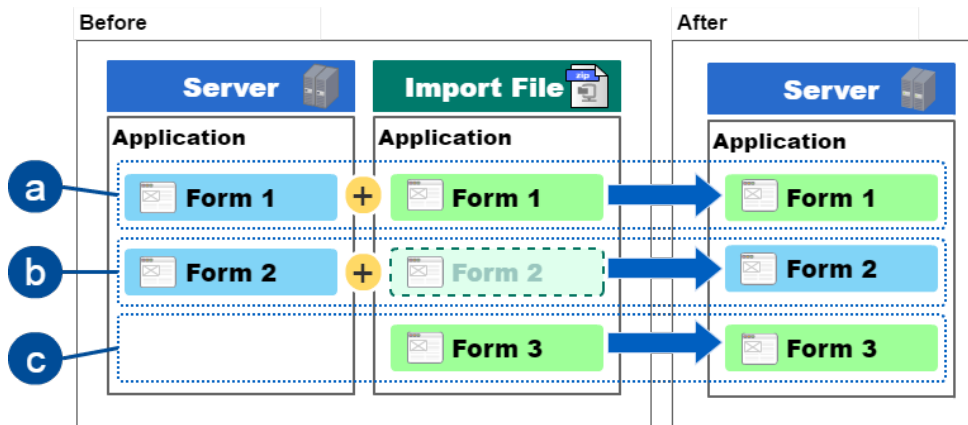 Before
After
Server
Import File
zip
Server
Application
Application
Application
a
Form 1
+
Form 1
Form 1
b
Form 2
+
Form 2
Form 2
c
Form 3
Form 3